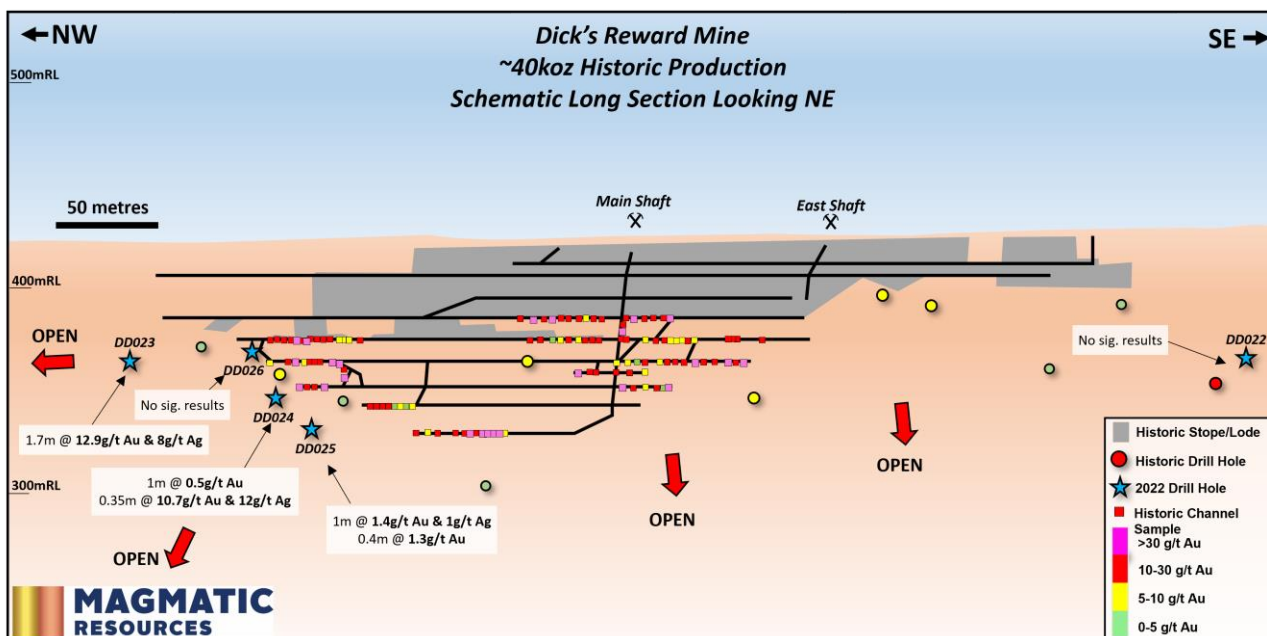 NW
SE
Dick's Reward Mine
~40koz Historic Production
Schematic Long Section Looking NE
500mRL
50 metres
Main Shaft
East Shaft
400mRL
OPEN
DD023
DD026
DD022
No sig. results
No sig. results
DD024
DD025
1.7m @ 12.9g/t Au & 8g/t Ag
1m @ 0.5g/t Au
0.35m @ 10.7g/t Au & 12g/t Ag
300mRL
1m @ 1.4g/t Au & 1g/t Ag
0.4m @ 1.3g/t Au
OPEN
OPEN
OPEN
Historic Stope/Lode
Historic Drill Hole
2022 Drill Hole
Historic Channel
Sample
>30 g/t Au
10-30 g/t Au
5-10 g/t Au
0-5 g/t Au
MAGMATIC
RESOURCES